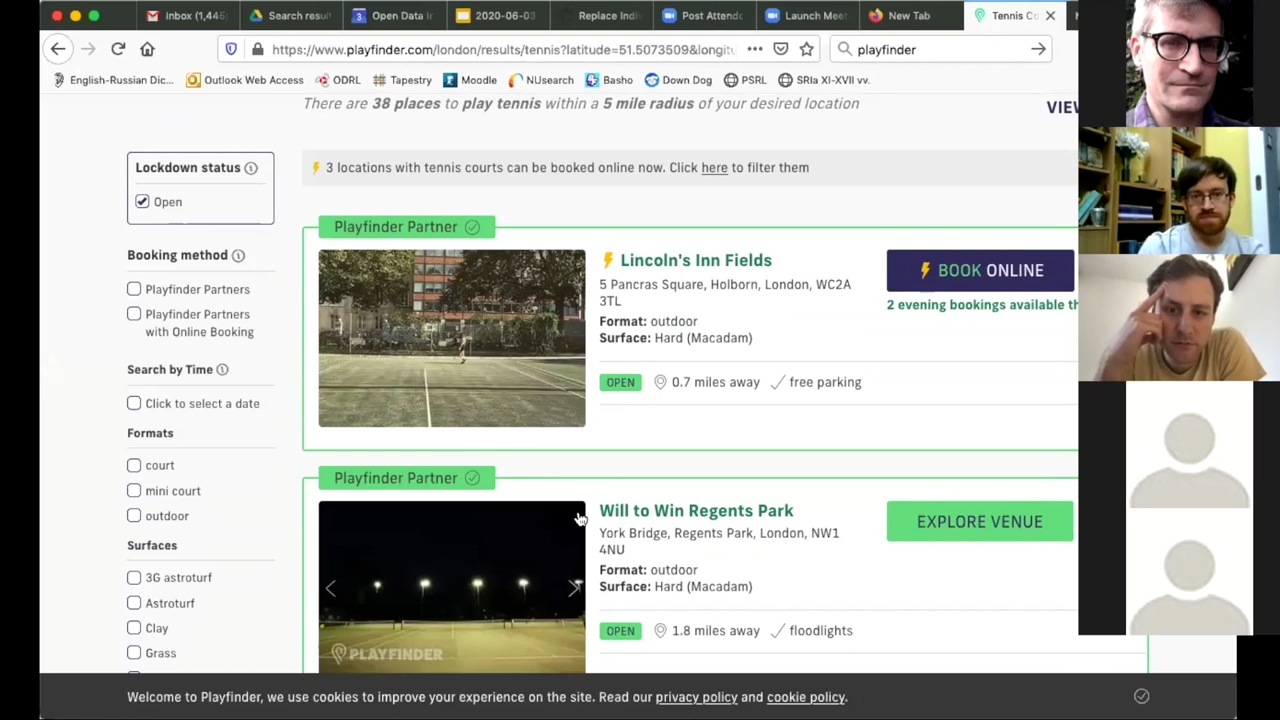 Inbox (1,445
Search resul
Open Data In
2020-06-03
Replace Indiv
Post Attende
Launch Meet
New Tab
Tennis Co
https://www.playfinder.com/london/results/tennis?latitude=51.5073509&longitu
playfinder
English-Russian Dic...
Outlook Web Access
ODRL
Tapestry
Moodle
NUsearch
Basho
Down Dog
PSRL
SRIa XI-XVII vv.
There are 38 places to play tennis within a 5 mile radius of your desired location
VIEW
Lockdown status
Open
3 locations with tennis courts can be booked online now. Click here to filter them
Booking method
Playfinder Partners
Playfinder Partners
with Online Booking
Search by Time
Click to select a date
Formats
court
mini court
outdoor
Surfaces
3G astroturf
Astroturf
Clay
Grass
Playfinder Partner
Lincoln's Inn Fields
5 Pancras Square, Holborn, London, WC2A
3TL
Format: outdoor
Surface: Hard (Macadam)
OPEN
0.7 miles away
free parking
BOOK ONLINE
2 evening bookings available th
Playfinder Partner
PLAYFINDER
Will to Win Regents Park
York Bridge, Regents Park, London, NW1
4NU
Format: outdoor
Surface: Hard (Macadam)
OPEN
1.8 miles away
floodlights
EXPLORE VENUE
Welcome to Playfinder, we use cookies to improve your experience on the site. Read our privacy policy and cookie policy.